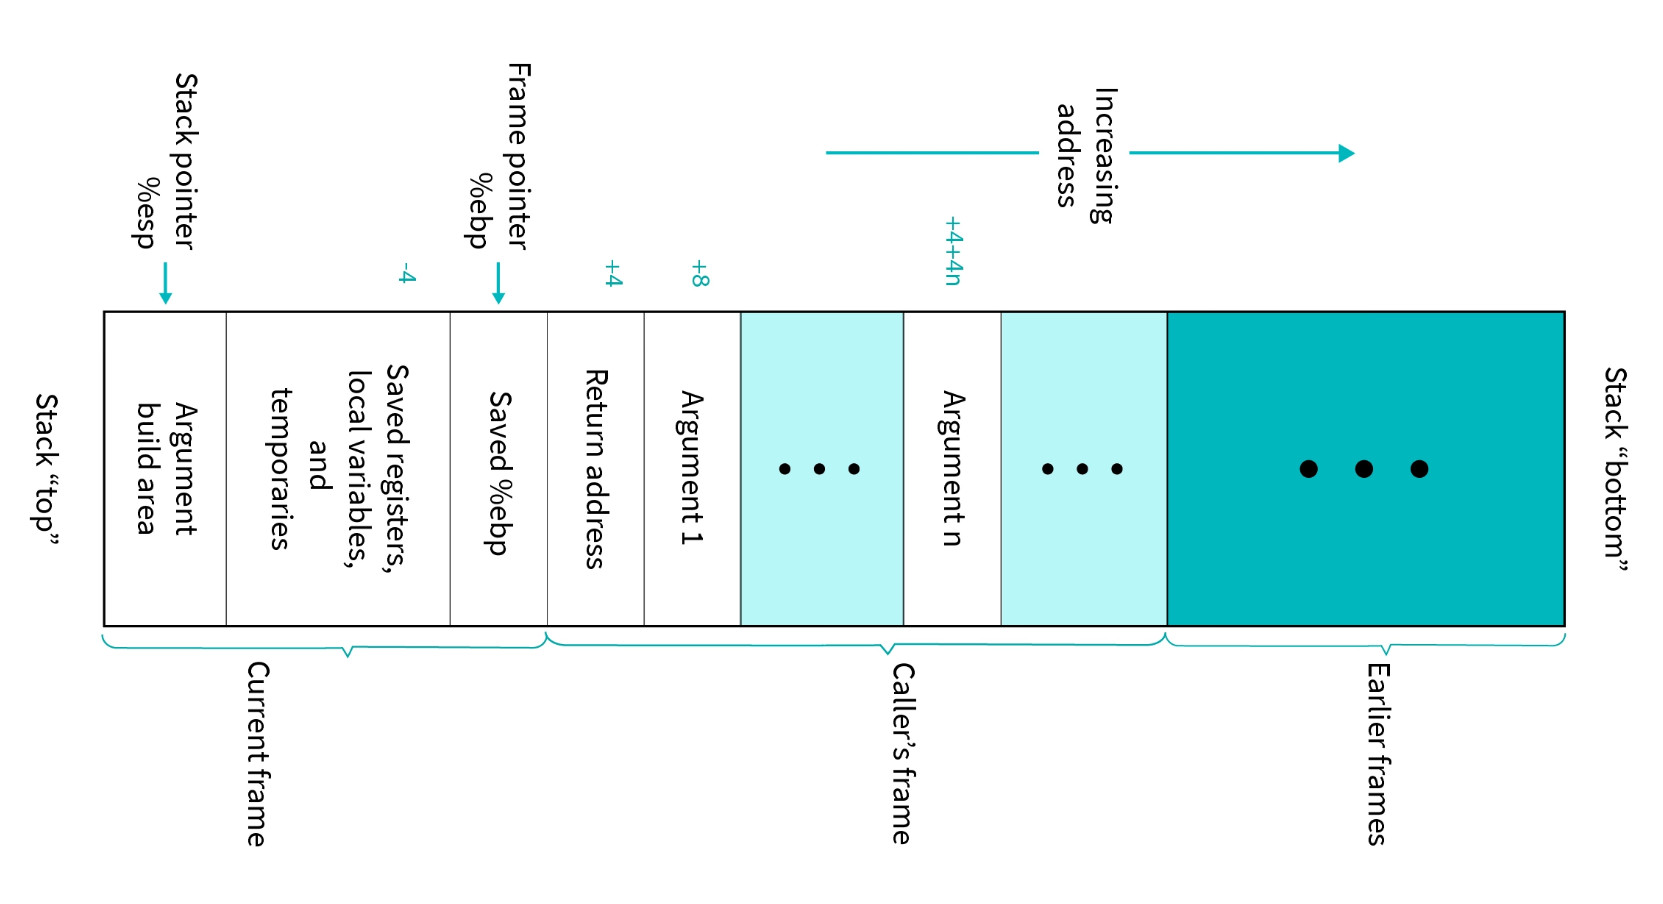 Stack “bottom”
Increasing
address
Earlier frames
+4+4n
Argument n
Caller’s frame
+8
Argument 1
+4
Return address
Frame pointer
%ebp
Saved %ebp
-4
Saved registers,
local variables,
and
temporaries
Current frame
Stack pointer
%esp
Argument
build area
Stack “top”